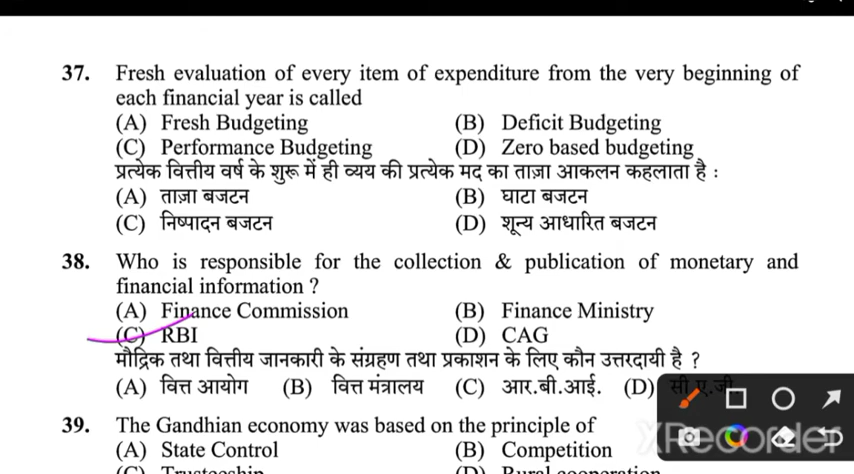 37. Fresh evaluation of every item of expenditure from the very beginning of
each financial year is called
(A) Fresh Budgeting (B) Deficit Budgeting
(C) Performance Budgeting (D) Zero based budgeting
प्रत्येक वित्तीय वर्ष के शुरू में ही व्यय की प्रत्येक मद का ताज़ा आकलन कहलाता है :
(A) ताज़ा बजटन (B) घाटा बजटन
(C) निष्पादन बजटन (D) शून्य आधारित बजटन
38. Who is responsible for the collection & publication of monetary and
financial information ?
(A) Finance Commission (B) Finance Ministry
(C) RBI (D) CAG
मौद्रिक तथा वित्तीय जानकारी के संग्रहण तथा प्रकाशन के लिए कौन उत्तरदायी है ?
(A) वित्त आयोग (B) वित्त मंत्रालय (C) आर.बी.आई. (D) सी.ए.जी.
39. The Gandhian economy was based on the principle of
(A) State Control (B) Competition
(C) Trusteeship (D) Rural cooperation
XRecorder